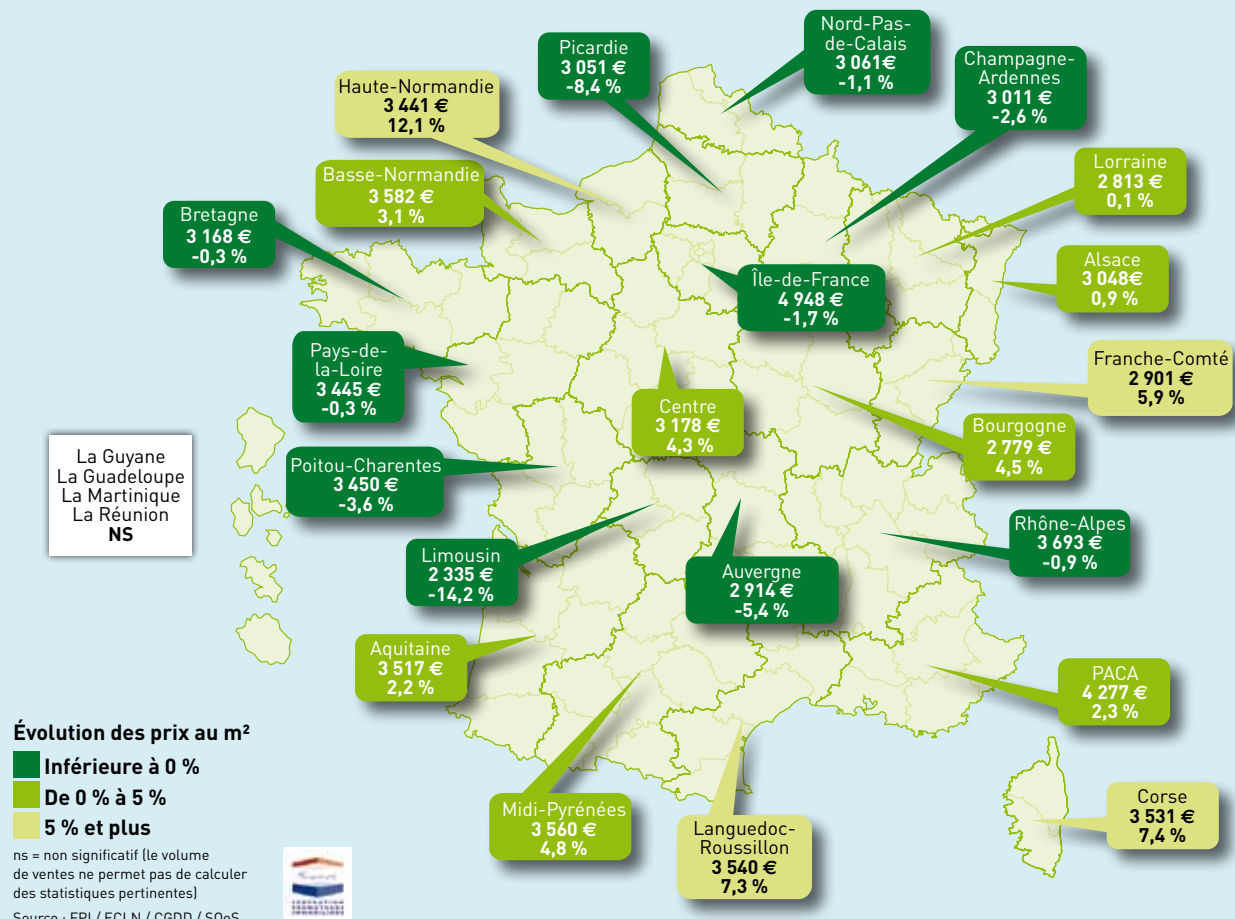 Nord-Pas-
de-Calais
3 061€
-1,1 %
Picardie
3 051 €
-8,4 %
Champagne-
Ardennes
3 011 €
-2,6 %
Haute-Normandie
3 441 €
12,1 %
Lorraine
2 813 €
0,1 %
Basse-Normandie
3 582 €
3,1 %
Bretagne
3 168 €
-0,3 %
Alsace
3 048€
0,9 %
Île-de-France
4 948 €
-1,7 %
Pays-de-
la-Loire
3 445 €
-0,3 %
Franche-Comté
2 901 €
5,9 %
Centre
3 178 €
4,3 %
Bourgogne
2 779 €
4,5 %
La Guyane
La Guadeloupe
La Martinique
La Réunion
NS
Poitou-Charentes
3 450 €
-3,6 %
Rhône-Alpes
3 693 €
-0,9 %
Limousin
2 335 €
-14,2 %
Auvergne
2 914 €
-5,4 %
Aquitaine
3 517 €
2,2 %
PACA
4 277 €
2,3 %
Midi-Pyrénées
3 560 €
4,8 %
Languedoc-
Roussillon
3 540 €
7,3 %
Corse
3 531 €
7,4 %
Évolution des prix au m²
Inférieure à 0 %
De 0 % à 5 %
5 % et plus
ns = non significatif (le volume
de ventes ne permet pas de calculer
des statistiques pertinentes)
Source : FPI / ECLN / CGDD / SOeS